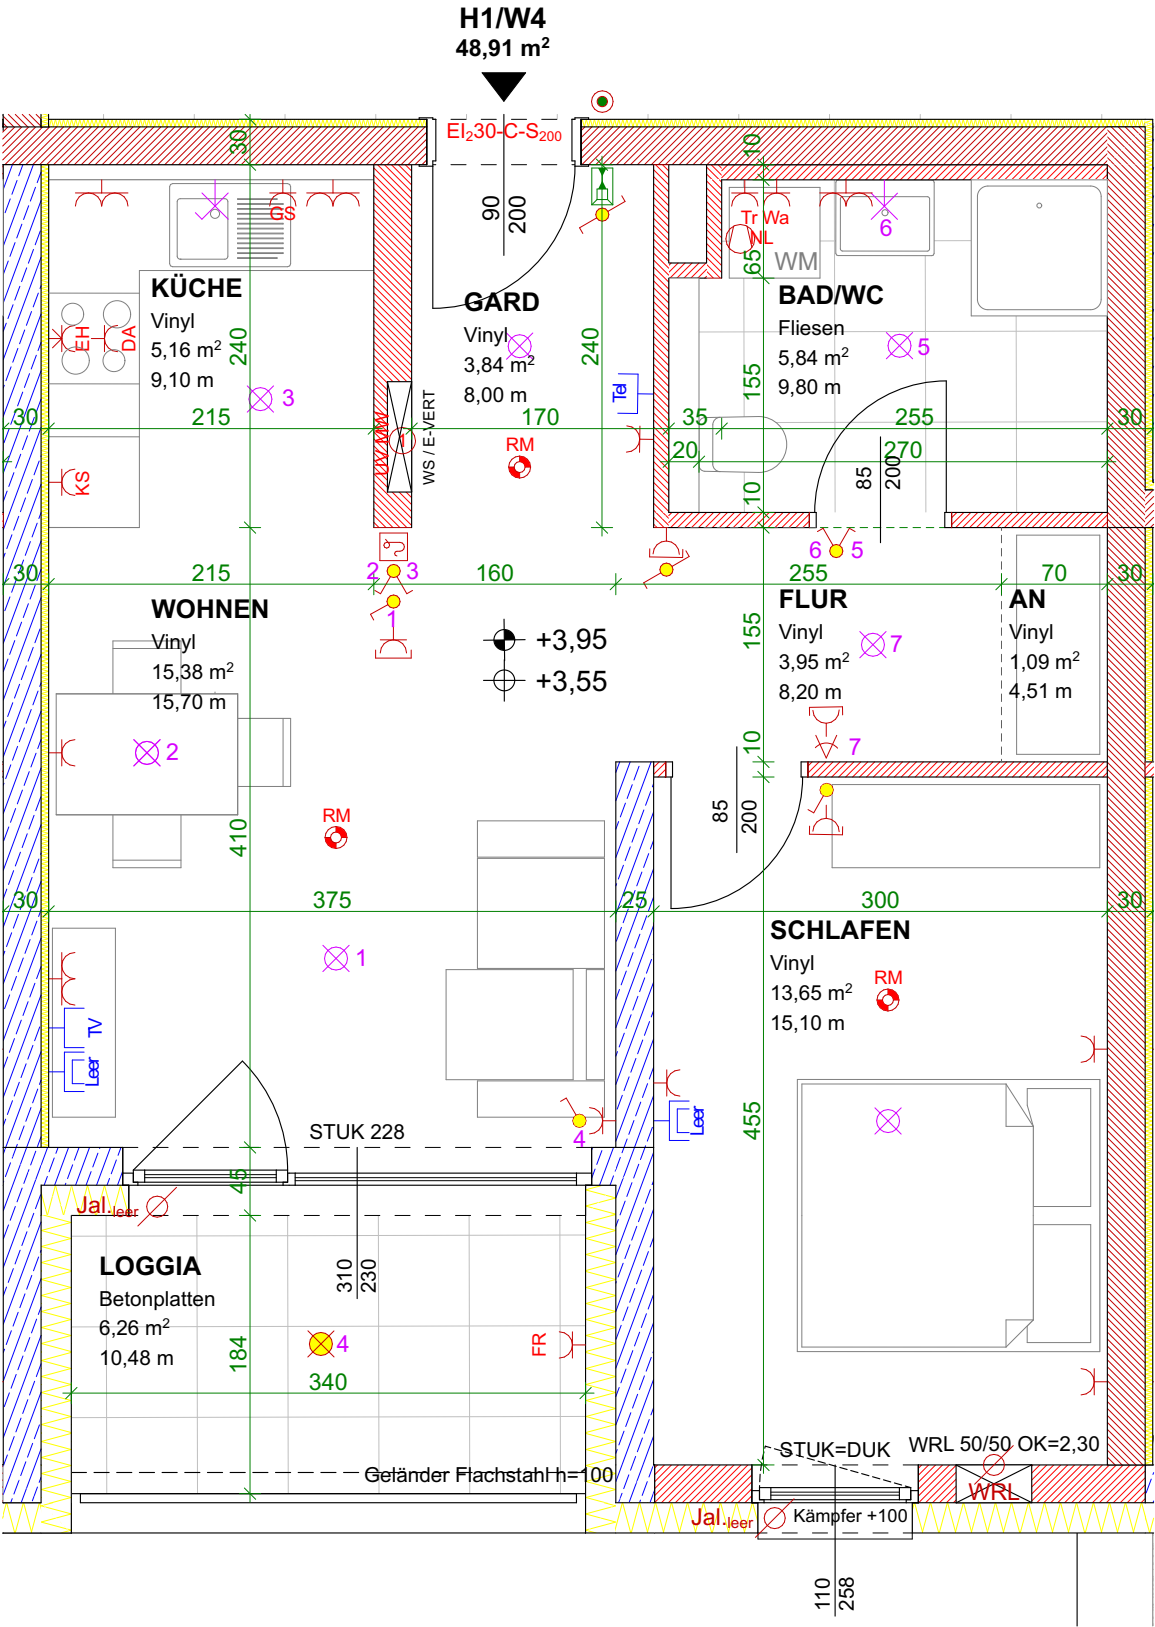 H1/W4
48,91 m²
EI₂30-C-S₂₀₀
30
10
90
200
GS
Tr Wa
NL
WM
6
65
KÜCHE
Vinyl
5,16 m²
9,10 m
EH
DA
240
3
GARD
Vinyl
3,84 m²
8,00 m
240
BAD/WC
Fliesen
5,84 m²
9,80 m
5
155
Tel
30
215
UV/MW
1
WS / E-VERT
170
35
255
30
RM
20
270
KS
85
200
10
2
3
1
6
5
30
215
160
255
70
30
WOHNEN
Vinyl
15,38 m²
15,70 m
+3,95
+3,55
155
FLUR
Vinyl
3,95 m²
8,20 m
7
AN
Vinyl
1,09 m²
4,51 m
2
10
7
RM
410
85
200
30
375
25
300
30
SCHLAFEN
Vinyl
13,65 m²
15,10 m
RM
1
TV
Leer
4
Leer
455
STUK 228
45
Jal.leer
LOGGIA
Betonplatten
6,26 m²
10,48 m
310
230
184
4
FR
340
STUK=DUK
WRL 50/50 OK=2,30
Geländer Flachstahl h=100
WRL
Jal.leer
Kämpfer +100
110
258